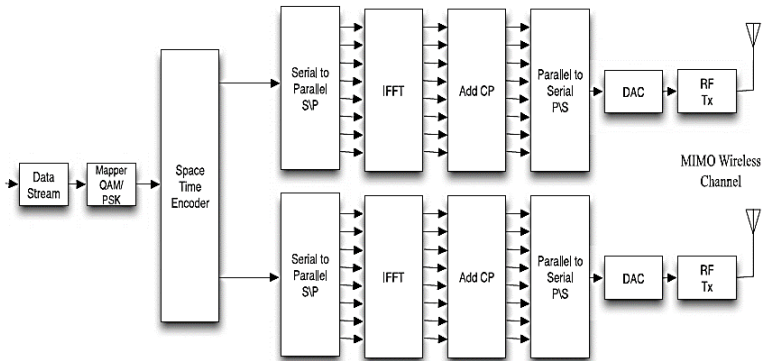 Data
Stream
Mapper
QAM/
PSK
Space
Time
Encoder
Serial to
Parallel
S\P
IFFT
Add CP
Parallel to
Serial
P\S
DAC
RF
Tx
MIMO Wireless
Channel
Serial to
Parallel
S\P
IFFT
Add CP
Parallel to
Serial
P\S
DAC
RF
Tx